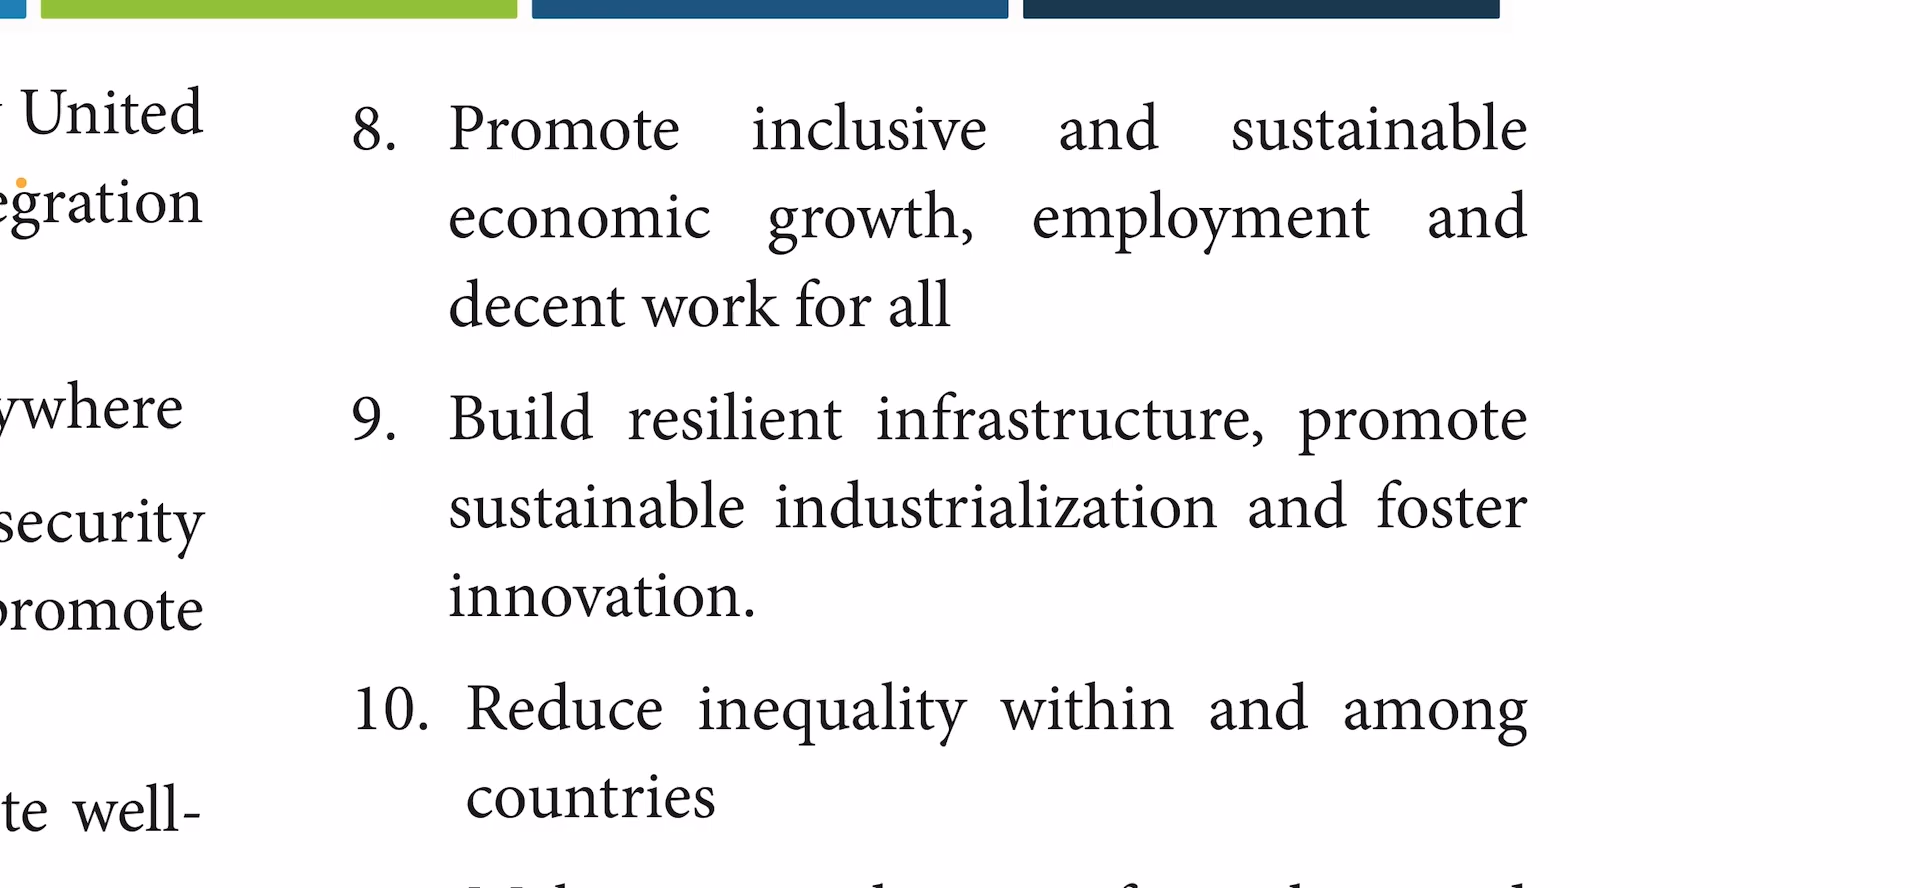 United
gration
ywhere
security
promote
te well-
8. Promote inclusive and sustainable
economic growth, employment and
decent work for all
9. Build resilient infrastructure, promote
sustainable industrialization and foster
innovation.
10. Reduce inequality within and among
countries